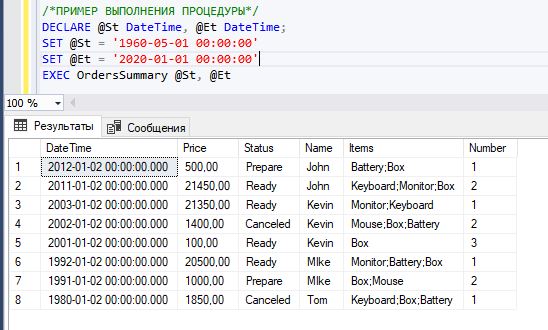 /*ПРИМЕР ВЫПОЛНЕНИЯ ПРОЦЕДУРЫ*/
DECLARE @St DateTime, @Et DateTime;
SET @St = '1960-05-01 00:00:00'
SET @Et = '2020-01-01 00:00:00'
EXEC OrdersSummary @St, @Et
100 %
Результаты Сообщения
DateTime Price Status Name Items Number
1 2012-01-02 00:00:00.000 500,00 Prepare John Battery;Box 1
2 2011-01-02 00:00:00.000 21450,00 Ready John Keyboard;Monitor;Box 2
3 2003-01-02 00:00:00.000 21350,00 Ready Kevin Monitor;Keyboard 1
4 2002-01-02 00:00:00.000 1400,00 Canceled Kevin Mouse;Box;Battery 2
5 2001-01-02 00:00:00.000 100,00 Ready Kevin Box 3
6 1992-01-02 00:00:00.000 20500,00 Ready MIke Monitor;Battery;Box 1
7 1991-01-02 00:00:00.000 1000,00 Prepare MIke Box;Mouse 2
8 1980-01-02 00:00:00.000 1850,00 Canceled Tom Keyboard;Box;Battery 1